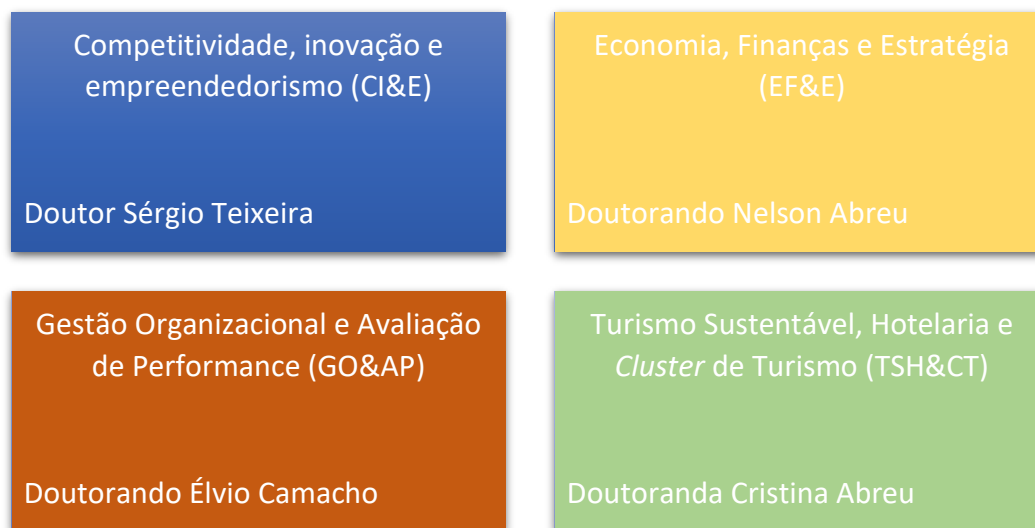 Competitividade, inovação e
empreendedorismo (CI&E)
Doutor Sérgio Teixeira
Economia, Finanças e Estratégia
(EF&E)
Doutorando Nelson Abreu
Gestão Organizacional e Avaliação
de Performance (GO&AP)
Doutorando Élvio Camacho
Turismo Sustentável, Hotelaria e
Cluster de Turismo (TSH&CT)
Doutoranda Cristina Abreu